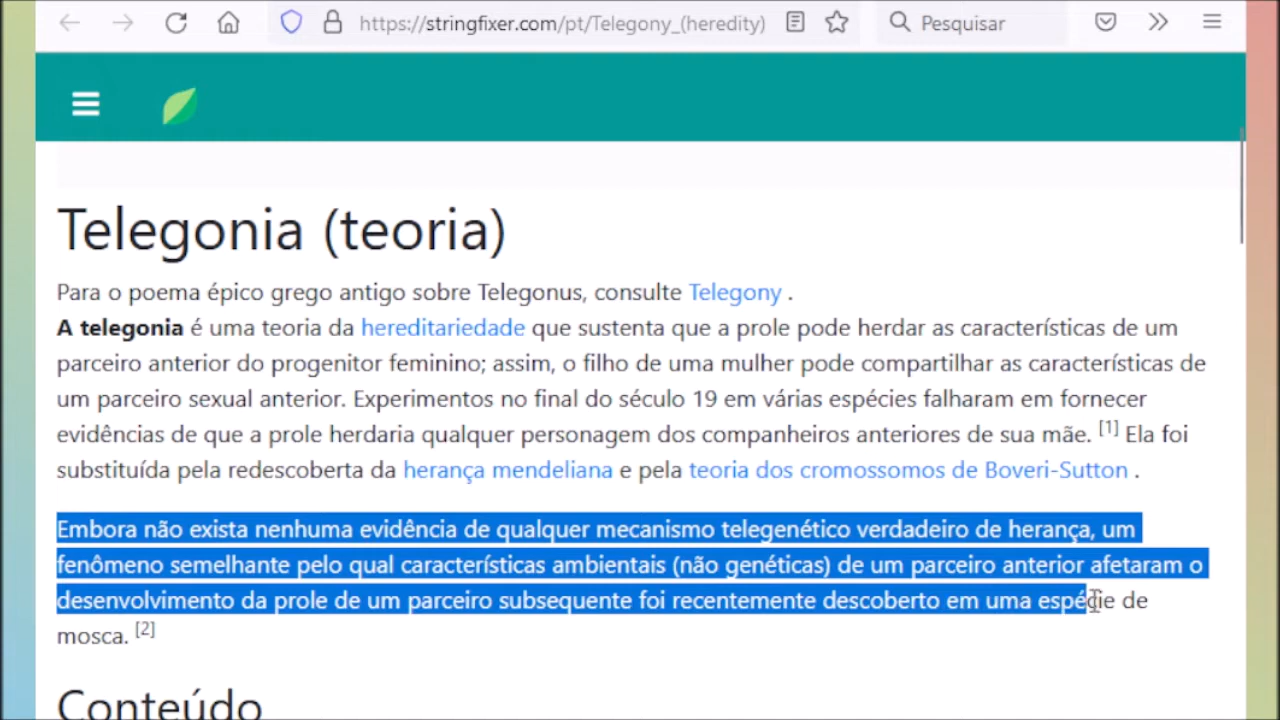 https://stringfixer.com/pt/Telegony_(heredity)
Pesquisar
Telegonia (teoria)
Para o poema épico grego antigo sobre Telegonus, consulte Telegony .
A telegonia é uma teoria da hereditariedade que sustenta que a prole pode herdar as características de um
parceiro anterior do progenitor feminino; assim, o filho de uma mulher pode compartilhar as características de
um parceiro sexual anterior. Experimentos no final do século 19 em várias espécies falharam em fornecer
evidências de que a prole herdaria qualquer personagem dos companheiros anteriores de sua mãe. [1] Ela foi
substituída pela redescoberta da herança mendeliana e pela teoria dos cromossomos de Boveri-Sutton .
Embora não exista nenhuma evidência de qualquer mecanismo telegenético verdadeiro de herança, um
fenômeno semelhante pelo qual características ambientais (não genéticas) de um parceiro anterior afetaram o
desenvolvimento da prole de um parceiro subsequente foi recentemente descoberto em uma espécie de
mosca. [2]
Conteúdo